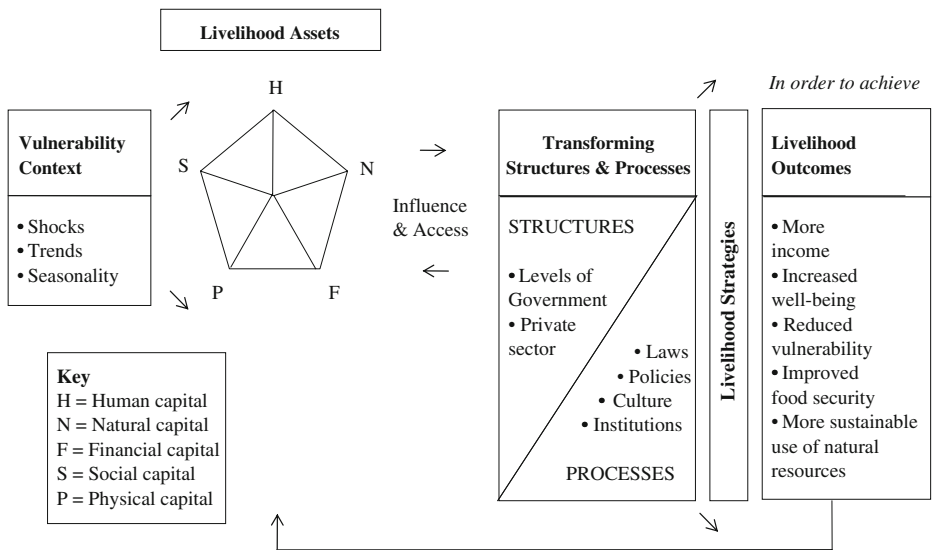 Livelihood Assets
In order to achieve
Vulnerability
Context
• Shocks
• Trends
• Seasonality
H
S
N
P
F
Influence
& Access
Transforming
Structures & Processes
STRUCTURES
• Levels of
Government
• Private
sector
• Laws
• Policies
• Culture
• Institutions
PROCESSES
Livelihood Strategies
Livelihood
Outcomes
• More
income
• Increased
well-being
• Reduced
vulnerability
• Improved
food security
• More sustainable
use of natural
resources
Key
H = Human capital
N = Natural capital
F = Financial capital
S = Social capital
P = Physical capital